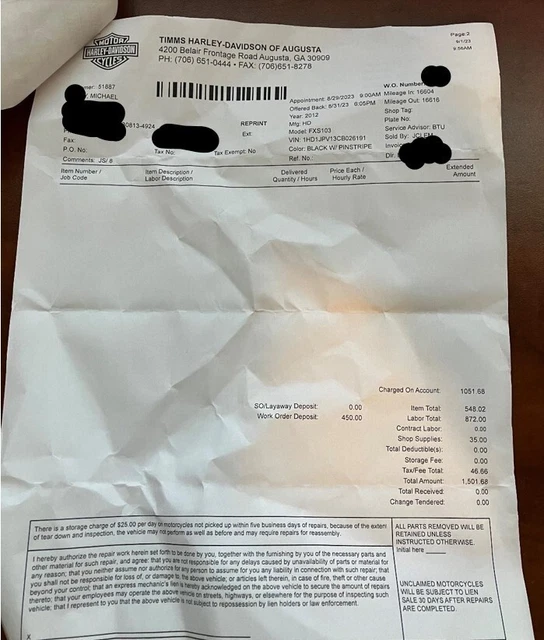 MOTOR
HARLEY-DAVIDSON
CYCLES
TIMMS HARLEY-DAVIDSON OF AUGUSTA
4200 Belair Frontage Road Augusta, GA 30909
PH: (706) 651-0444 • FAX: (706)651-8278
Page:2
9/1/23
9:58AM
mer: 51687
, MICHAEL
0813-4924
Fax:
P.O. No:
Comments: JS/ 8
Tax No:
REPRINT
Ext:
Tax Exempt: No
Appointment: 8/29/2023 9:00AM
Offered Back: 8/31/23 6:05PM
Year: 2012
Mfg: HD
Model: FXS103
VIN: 1HD1JPV13CB026191
Color: BLACK W/ PINSTRIPE
Ref. No.:
W.O. Number
Mileage In: 16604
Mileage Out: 16616
Shop Tag:
Plate No:
Service Advisor: BTU
Sold By: JCLEM
Invoice
Dir.
Item Number / Item Description / Delivered Price Each / Extended
Job Code Labor Description Quantity / Hours Hourly Rate Amount
Charged On Account: 1051.68
SO/Layaway Deposit: 0.00 Item Total: 548.02
Work Order Deposit: 450.00 Labor Total: 872.00
Contract Labor: 0.00
Shop Supplies: 35.00
Total Deductible(s): 0.00
Storage Fee: 0.00
Tax/Fee Total: 46.66
Total Amount: 1,501.68
Total Received: 0.00
Change Tendered: 0.00
There is a storage charge of $25.00 per day on motorcycles not picked up within five business days of repairs, because of the extent
of tear down and inspection, the vehicle may not perform as well as before and may require repairs for reassembly.
I hereby authorize the repair work herein set forth to be done by you, together with the furnishing by you of the necessary parts and
other material for such repair, and agree: that you are not responsible for any delays caused by unavailability of parts or material for
any reason; that you neither assume nor authorize for any person to assume for you any liability in connection with such repair; that
you shall not be responsible for loss of, or damage to the above vehicle; or articles left therein, in case of fire, theft or other cause
beyond your control; that an express mechanic's lien is hereby acknowledged on the above vehicle to secure the amount of repairs
thereto; that your employees may operate the above vehicle on streets, highways, or elsewhere for the purpose of inspecting such
vehicle; that I represent to you that the above vehicle is not subject to repossession by lien holders or law enforcement.
X
ALL PARTS REMOVED WILL BE
RETAINED UNLESS
INSTRUCTED OTHERWISE.
Initial here
UNCLAIMED MOTORCYCLES
WILL BE SUBJECT TO LIEN
SALE 30 DAYS AFTER REPAIRS
ARE COMPLETED.